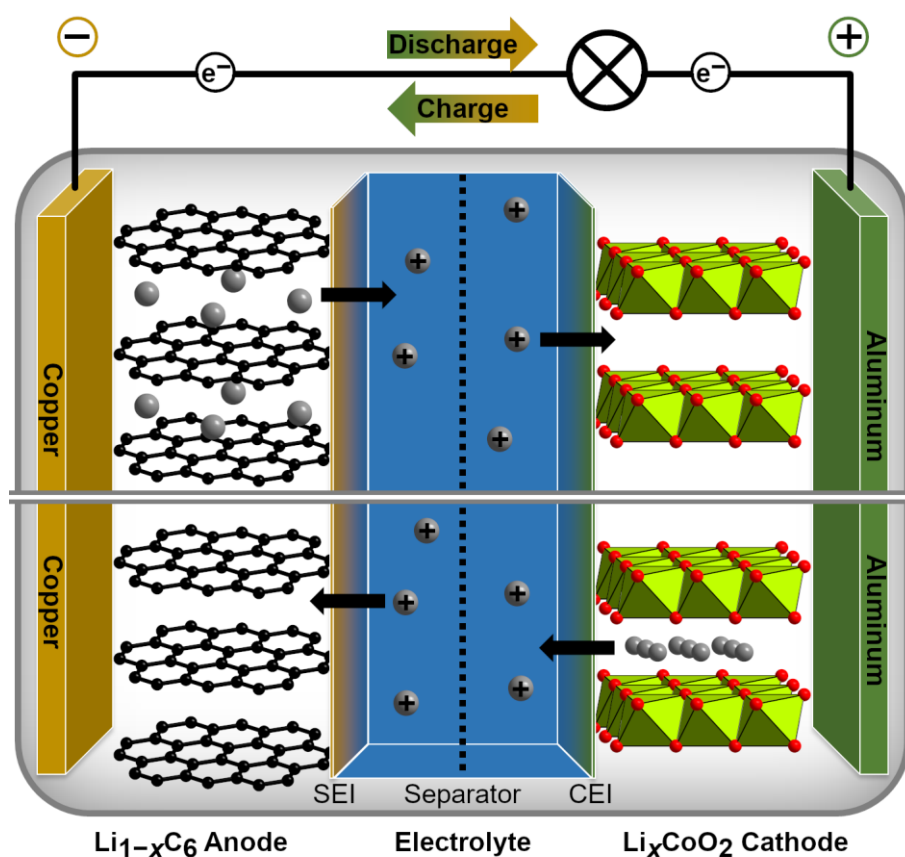 − +
Discharge
e⁻ e⁻
Charge
Copper Aluminum
+
+
+
+
+
Copper Aluminum
+
+
+
+
+
SEI Separator CEI
Li₁₋ₓC₆ Anode Electrolyte LiₓCoO₂ Cathode